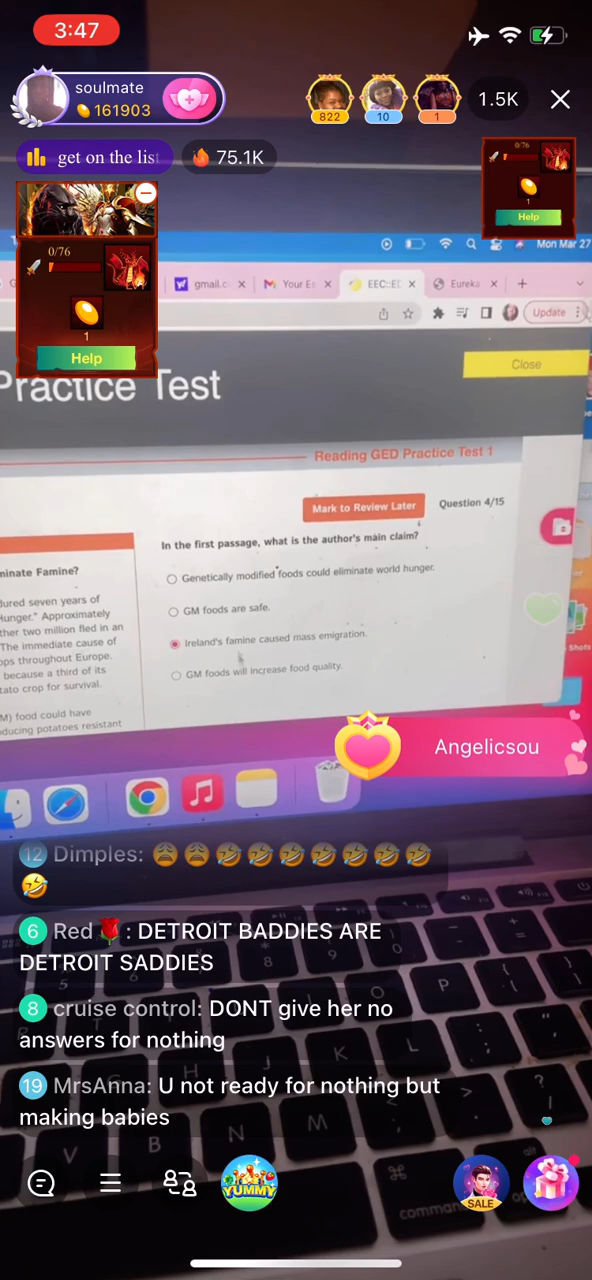 3:47
soulmate
161903
822
10
1
1.5K
get on the list
75.1K
0/76
1
Help
0/76
1
Help
Mon Mar 27
gmail.c
Your Es
EEC::EC
Eureka
Update
Practice Test
Close
Reading GED Practice Test 1
Mark to Review Later
Question 4/15
minate Famine?
dured seven years of
Hunger." Approximately
ther two million fled in an
The immediate cause of
ops throughout Europe.
because a third of its
tato crop for survival.
M) food could have
ducing potatoes resistant
In the first passage, what is the author's main claim?
Genetically modified foods could eliminate world hunger.
GM foods are safe.
Ireland's famine caused mass emigration.
GM foods will increase food quality.
Shots
Angelicsou
12 Dimples: 😩😩🤣🤣🤣🤣🤣🤣🤣
🤣
6 Red🌹: DETROIT BADDIES ARE
DETROIT SADDIES
8 cruise control: DONT give her no
answers for nothing
19 MrsAnna: U not ready for nothing but
making babies
YUMMY
SALE
command